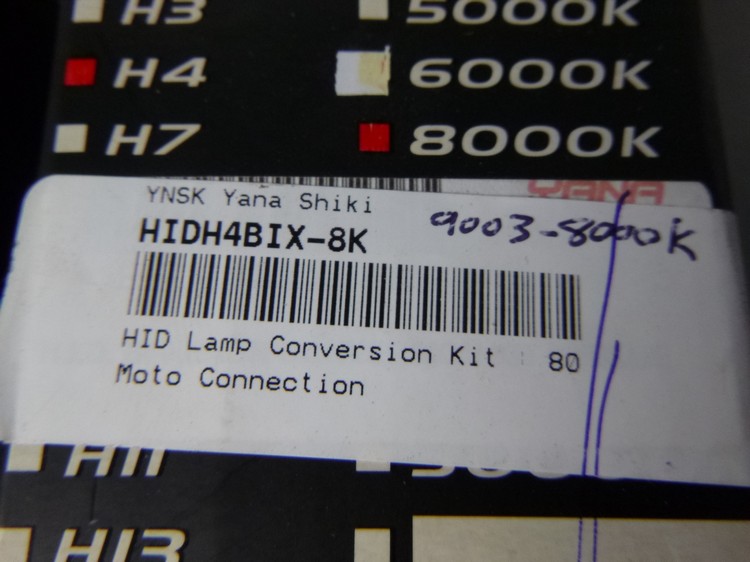 H3 5000K
H4 6000K
H7 8000K
YANA
YNSK Yana Shiki
HIDH4BIX-8K 9003-8000K
HID Lamp Conversion Kit : 80
Moto Connection
H11
H13